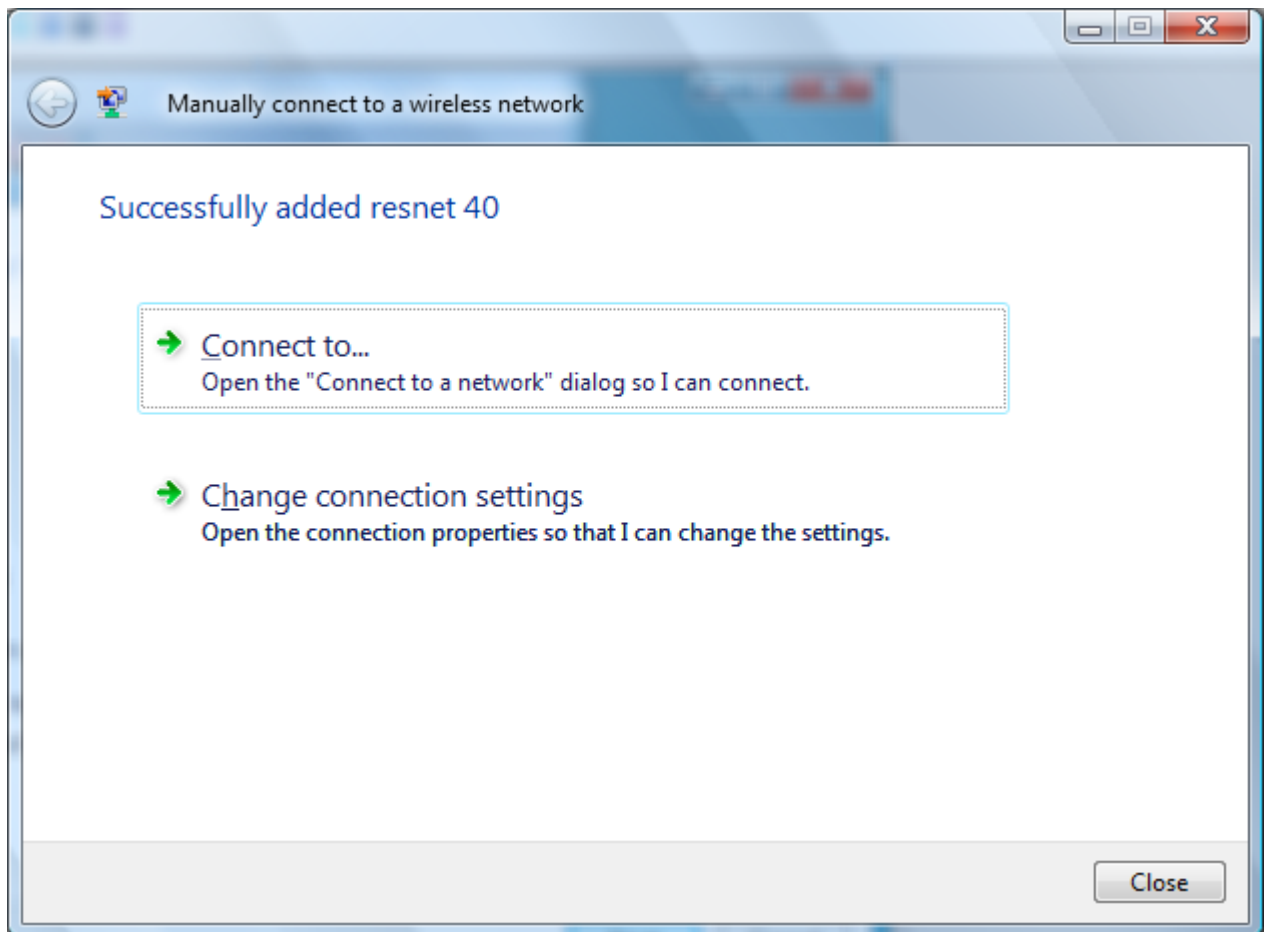 Manually connect to a wireless network
Successfully added resnet 40
Connect to...
Open the "Connect to a network" dialog so I can connect.
Change connection settings
Open the connection properties so that I can change the settings.
Close